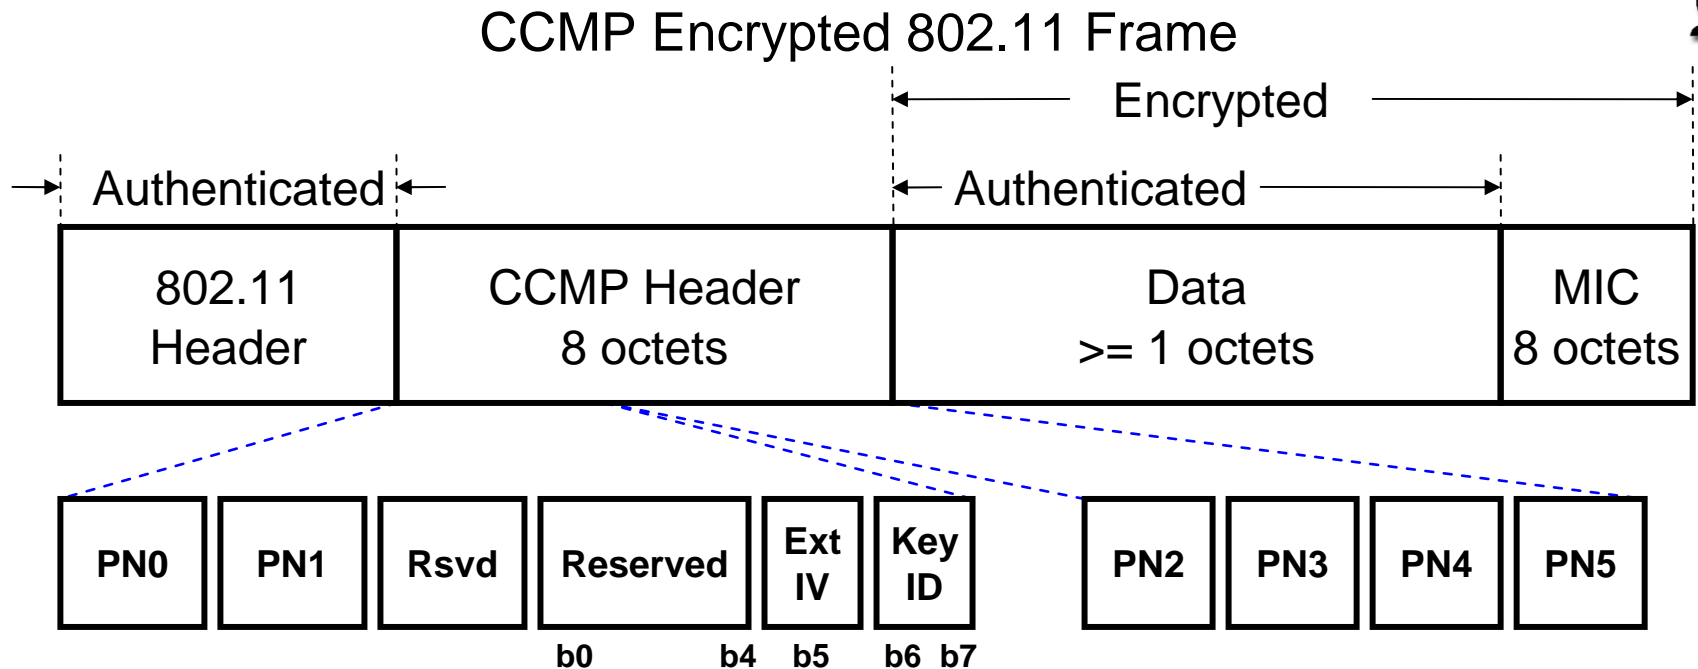 CCMP Encrypted 802.11 Frame
Encrypted
Authenticated
Authenticated
802.11
Header
CCMP Header
8 octets
Data
>= 1 octets
MIC
8 octets
PN0
PN1
Rsvd
Reserved
Ext
IV
Key
ID
PN2
PN3
PN4
PN5
b0
b4
b5
b6
b7